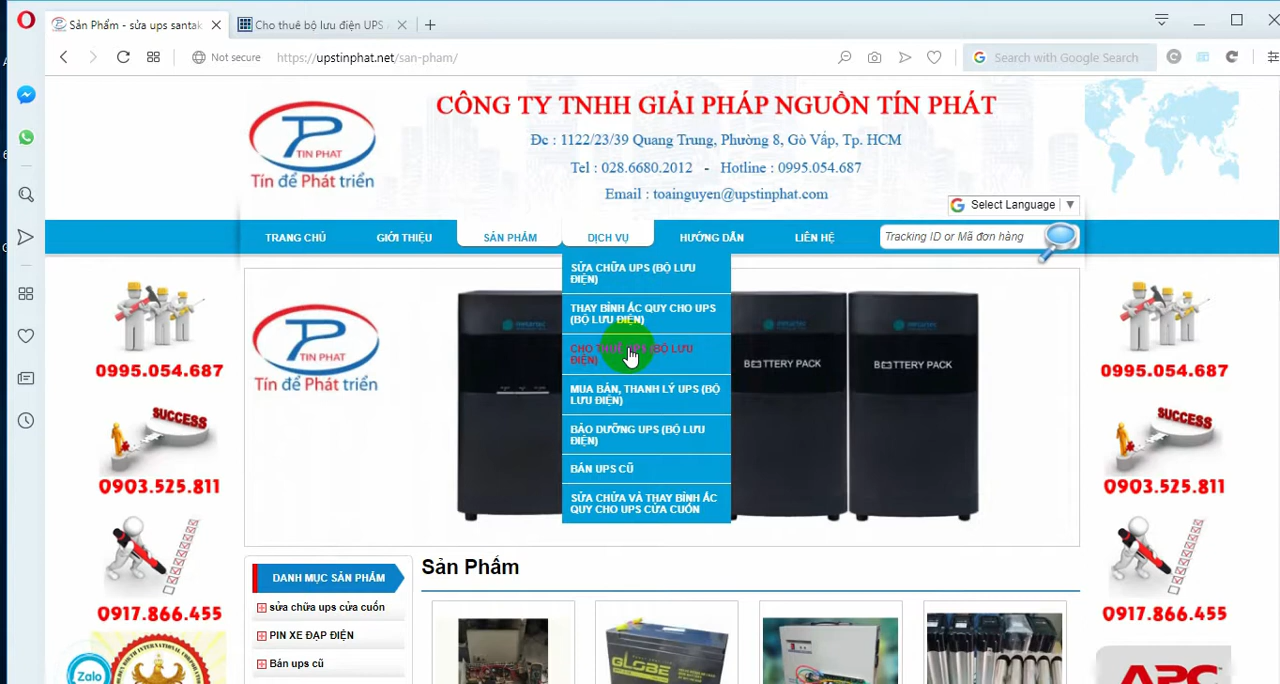 Sản Phẩm - sửa ups santak
Cho thuê bộ lưu điện UPS
Not secure
https://upstinphat.net/san-pham/
Search with Google Search
TIN PHAT
Tín để Phát triển
CÔNG TY TNHH GIẢI PHÁP NGUỒN TÍN PHÁT
Đc : 1122/23/39 Quang Trung, Phường 8, Gò Vấp, Tp. HCM
Tel : 028.6680.2012 - Hotline : 0995.054.687
Email : toainguyen@upstinphat.com
Select Language
TRANG CHỦ
GIỚI THIỆU
SẢN PHẨM
DỊCH VỤ
HƯỚNG DẪN
LIÊN HỆ
Tracking ID or Mã đơn hàng
SỬA CHỮA UPS (BỘ LƯU
ĐIỆN)
THAY BÌNH ẮC QUY CHO UPS
(BỘ LƯU ĐIỆN)
CHO THUÊ UPS (BỘ LƯU
ĐIỆN)
MUA BÁN, THANH LÝ UPS (BỘ
LƯU ĐIỆN)
BẢO DƯỠNG UPS (BỘ LƯU
ĐIỆN)
BÁN UPS CŨ
SỬA CHỬA VÀ THAY BÌNH ẮC
QUY CHO UPS CỬA CUỐN
TIN PHAT
Tín để Phát triển
BATTERY PACK
BATTERY PACK
0995.054.687
SUCCESS
0903.525.811
0917.866.455
Zalo
0995.054.687
SUCCESS
0903.525.811
0917.866.455
APC
DANH MỤC SẢN PHẨM
sửa chữa ups cửa cuốn
PIN XE ĐẠP ĐIỆN
Bán ups cũ
Sản Phẩm
GLOBE